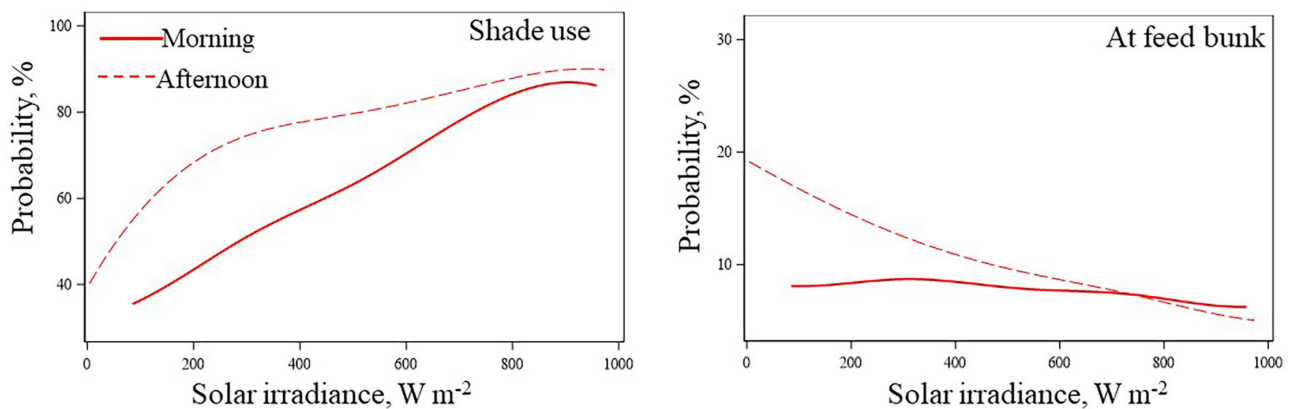 Shade use
Morning
Afternoon
Probability, %
100
80
60
40
0 200 400 600 800 1000
Solar irradiance, W m-2
At feed bunk
Probability, %
30
20
10
0 200 400 600 800 1000
Solar irradiance, W m-2